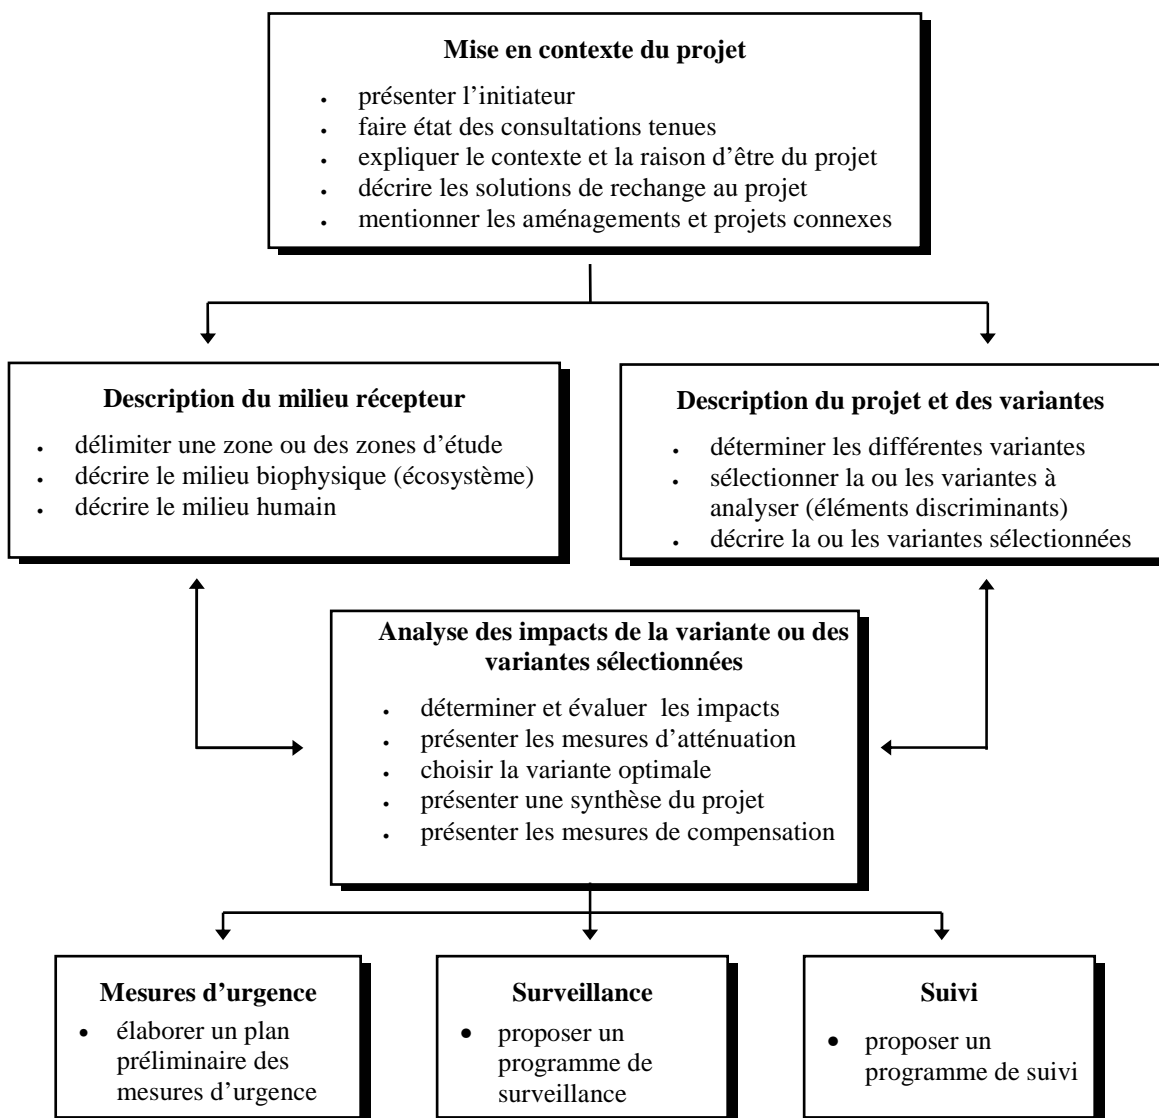 Mise en contexte du projet
• présenter l’initiateur
• faire état des consultations tenues
• expliquer le contexte et la raison d’être du projet
• décrire les solutions de rechange au projet
• mentionner les aménagements et projets connexes
Description du milieu récepteur
• délimiter une zone ou des zones d’étude
• décrire le milieu biophysique (écosystème)
• décrire le milieu humain
Description du projet et des variantes
• déterminer les différentes variantes
• sélectionner la ou les variantes à
analyser (éléments discriminants)
• décrire la ou les variantes sélectionnées
Analyse des impacts de la variante ou des
variantes sélectionnées
• déterminer et évaluer les impacts
• présenter les mesures d’atténuation
• choisir la variante optimale
• présenter une synthèse du projet
• présenter les mesures de compensation
Mesures d’urgence
• élaborer un plan
préliminaire des
mesures d’urgence
Surveillance
• proposer un
programme de
surveillance
Suivi
• proposer un
programme de suivi